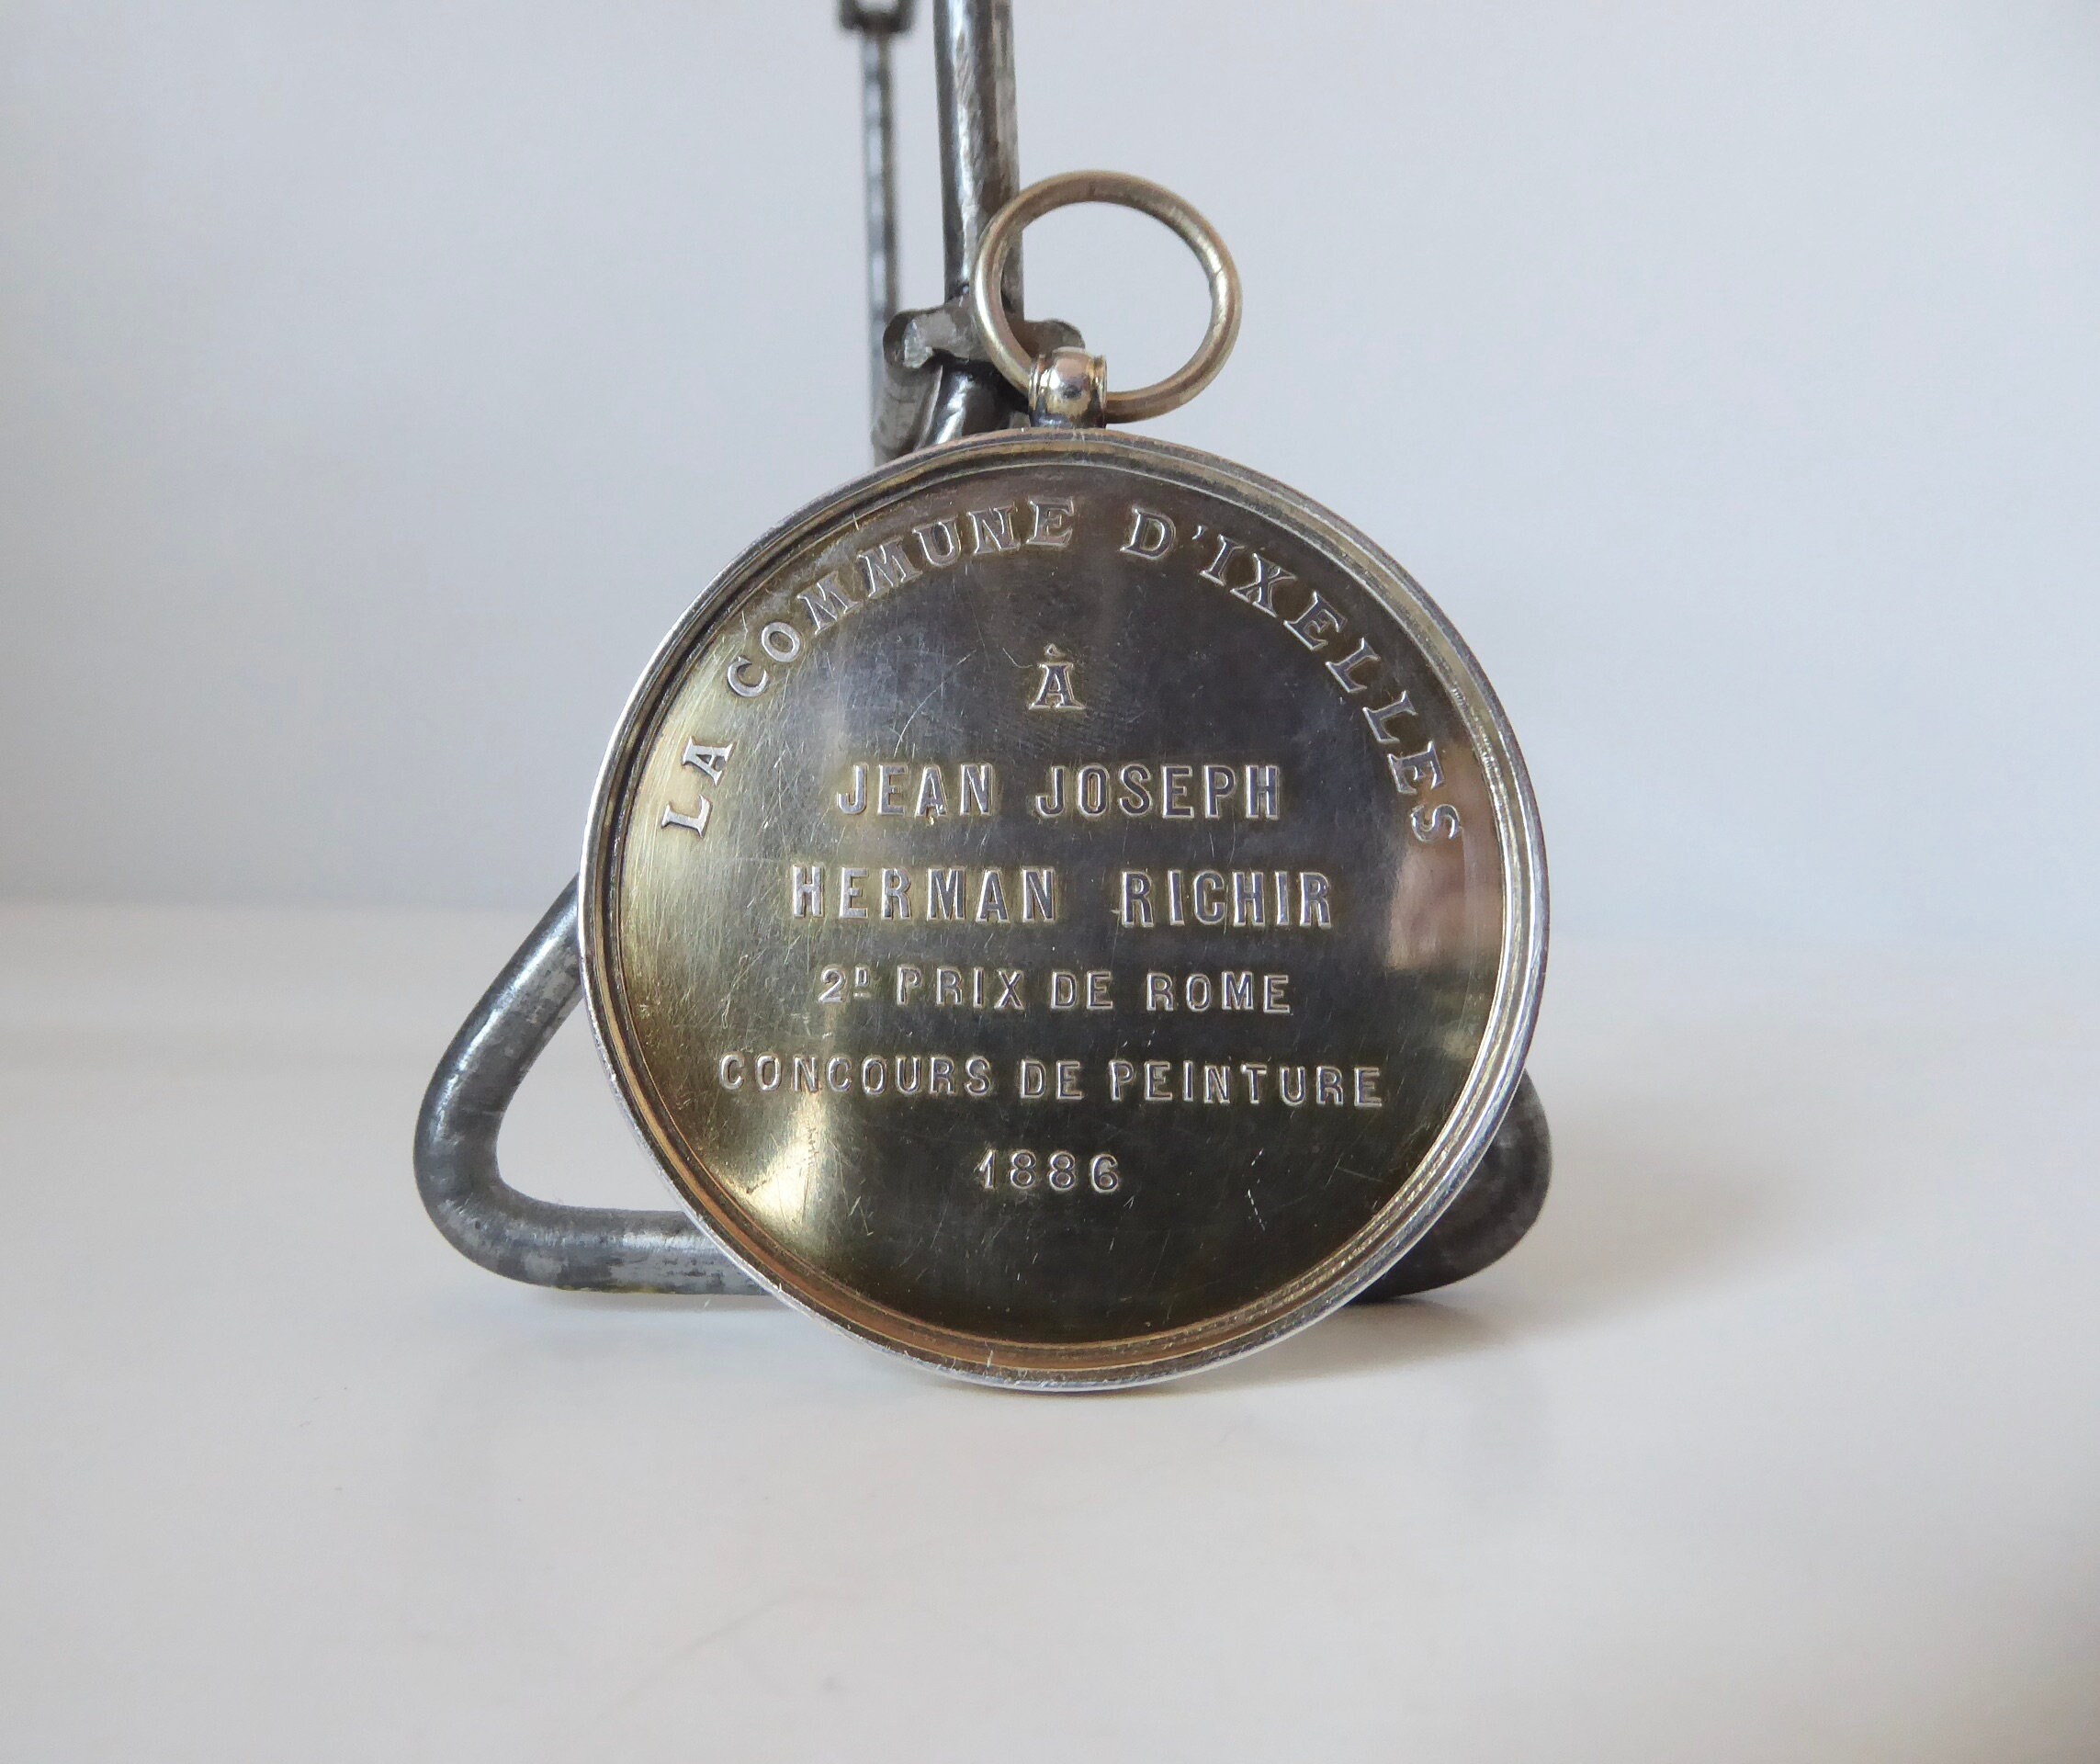 LA COMMUNE D'IXELLES
À
JEAN JOSEPH
HERMAN RICHIR
2D PRIX DE ROME
CONCOURS DE PEINTURE
1886